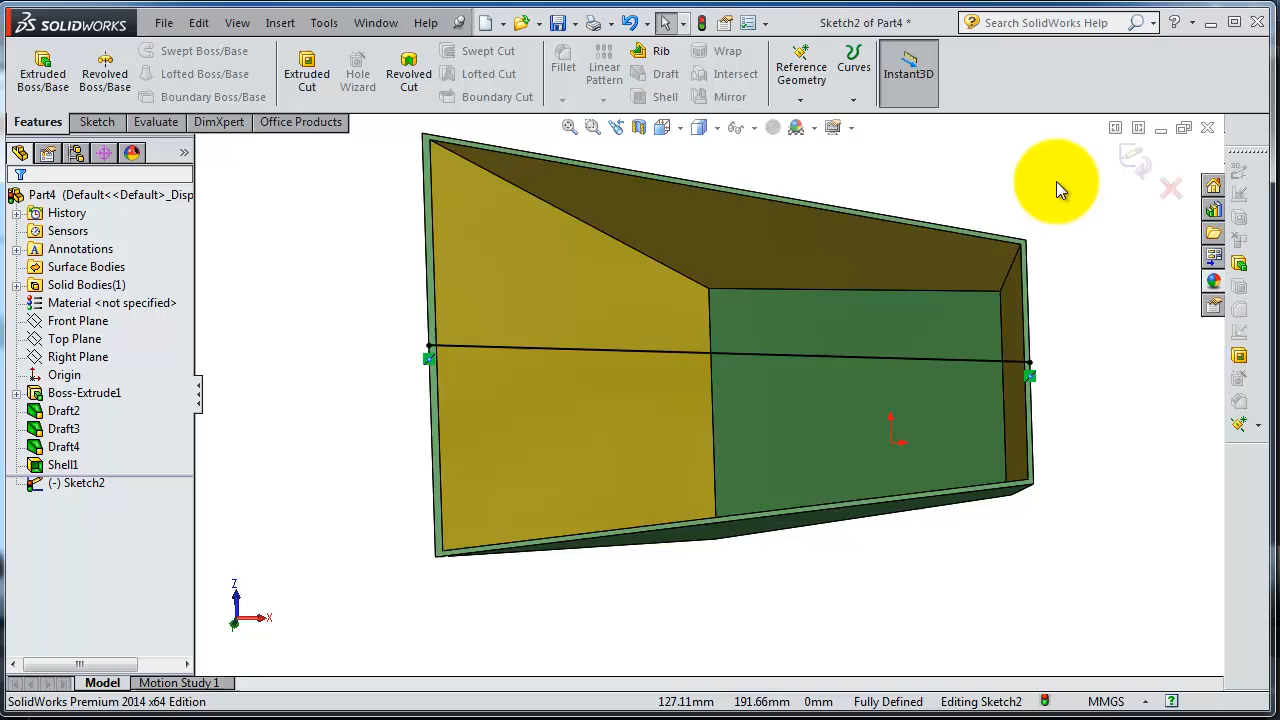 SOLIDWORKS File Edit View Insert Tools Window Help Sketch2 of Part4 * Search SolidWorks Help
Extruded Boss/Base
Revolved Boss/Base
Swept Boss/Base
Lofted Boss/Base
Boundary Boss/Base
Extruded Cut
Hole Wizard
Revolved Cut
Swept Cut
Lofted Cut
Boundary Cut
Fillet
Linear Pattern
Rib
Draft
Shell
Wrap
Intersect
Mirror
Reference Geometry
Curves
Instant3D
Features Sketch Evaluate DimXpert Office Products
Part4 (Default<<Default>_Disp
History
Sensors
A Annotations
Surface Bodies
Solid Bodies(1)
Material <not specified>
Front Plane
Top Plane
Right Plane
Origin
Boss-Extrude1
Draft2
Draft3
Draft4
Shell1
(-) Sketch2
Z
X
Model Motion Study 1
SolidWorks Premium 2014 x64 Edition 127.11mm 191.66mm 0mm Fully Defined Editing Sketch2 MMGS ?